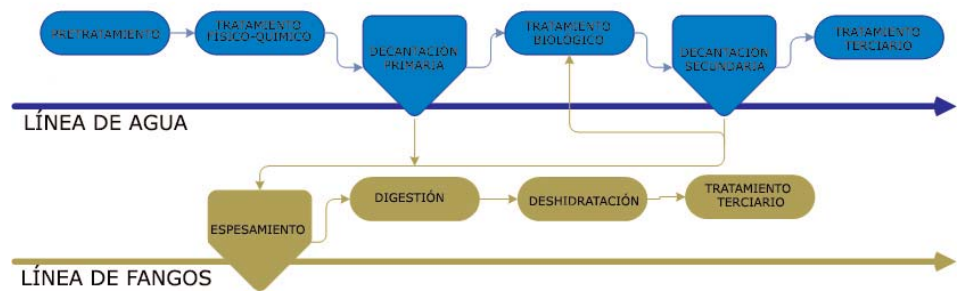 PRETRATAMIENTO
TRATAMIENTO
FÍSICO-QUÍMICO
DECANTACIÓN
PRIMARIA
TRATAMIENTO
BIOLÓGICO
DECANTACIÓN
SECUNDARIA
TRATAMIENTO
TERCIARIO
LÍNEA DE AGUA
ESPESAMIENTO
DIGESTIÓN
DESHIDRATACIÓN
TRATAMIENTO
TERCIARIO
LÍNEA DE FANGOS